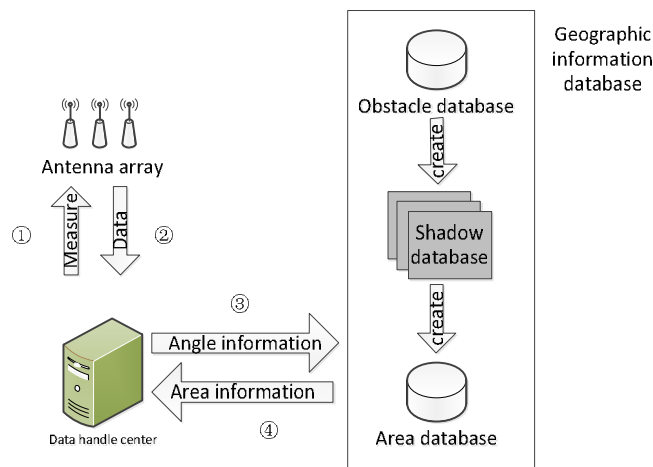 Geographic
information
database
Obstacle database
create
Shadow
database
create
Area database
Antenna array
① Measure
Data ②
③
Angle information
Area information
④
Data handle center